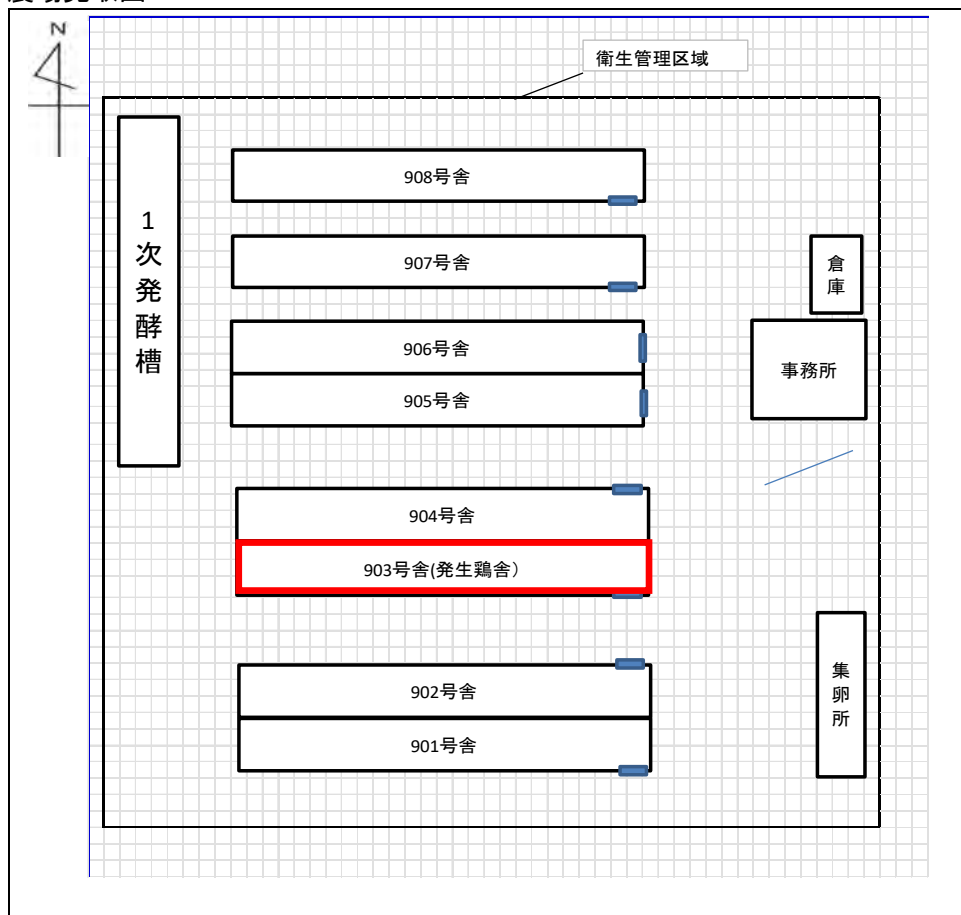 N
衛生管理区域
908号舎
1次発酵槽
907号舎
倉庫
906号舎
事務所
905号舎
904号舎
903号舎(発生鶏舎）
902号舎
集卵所
901号舎